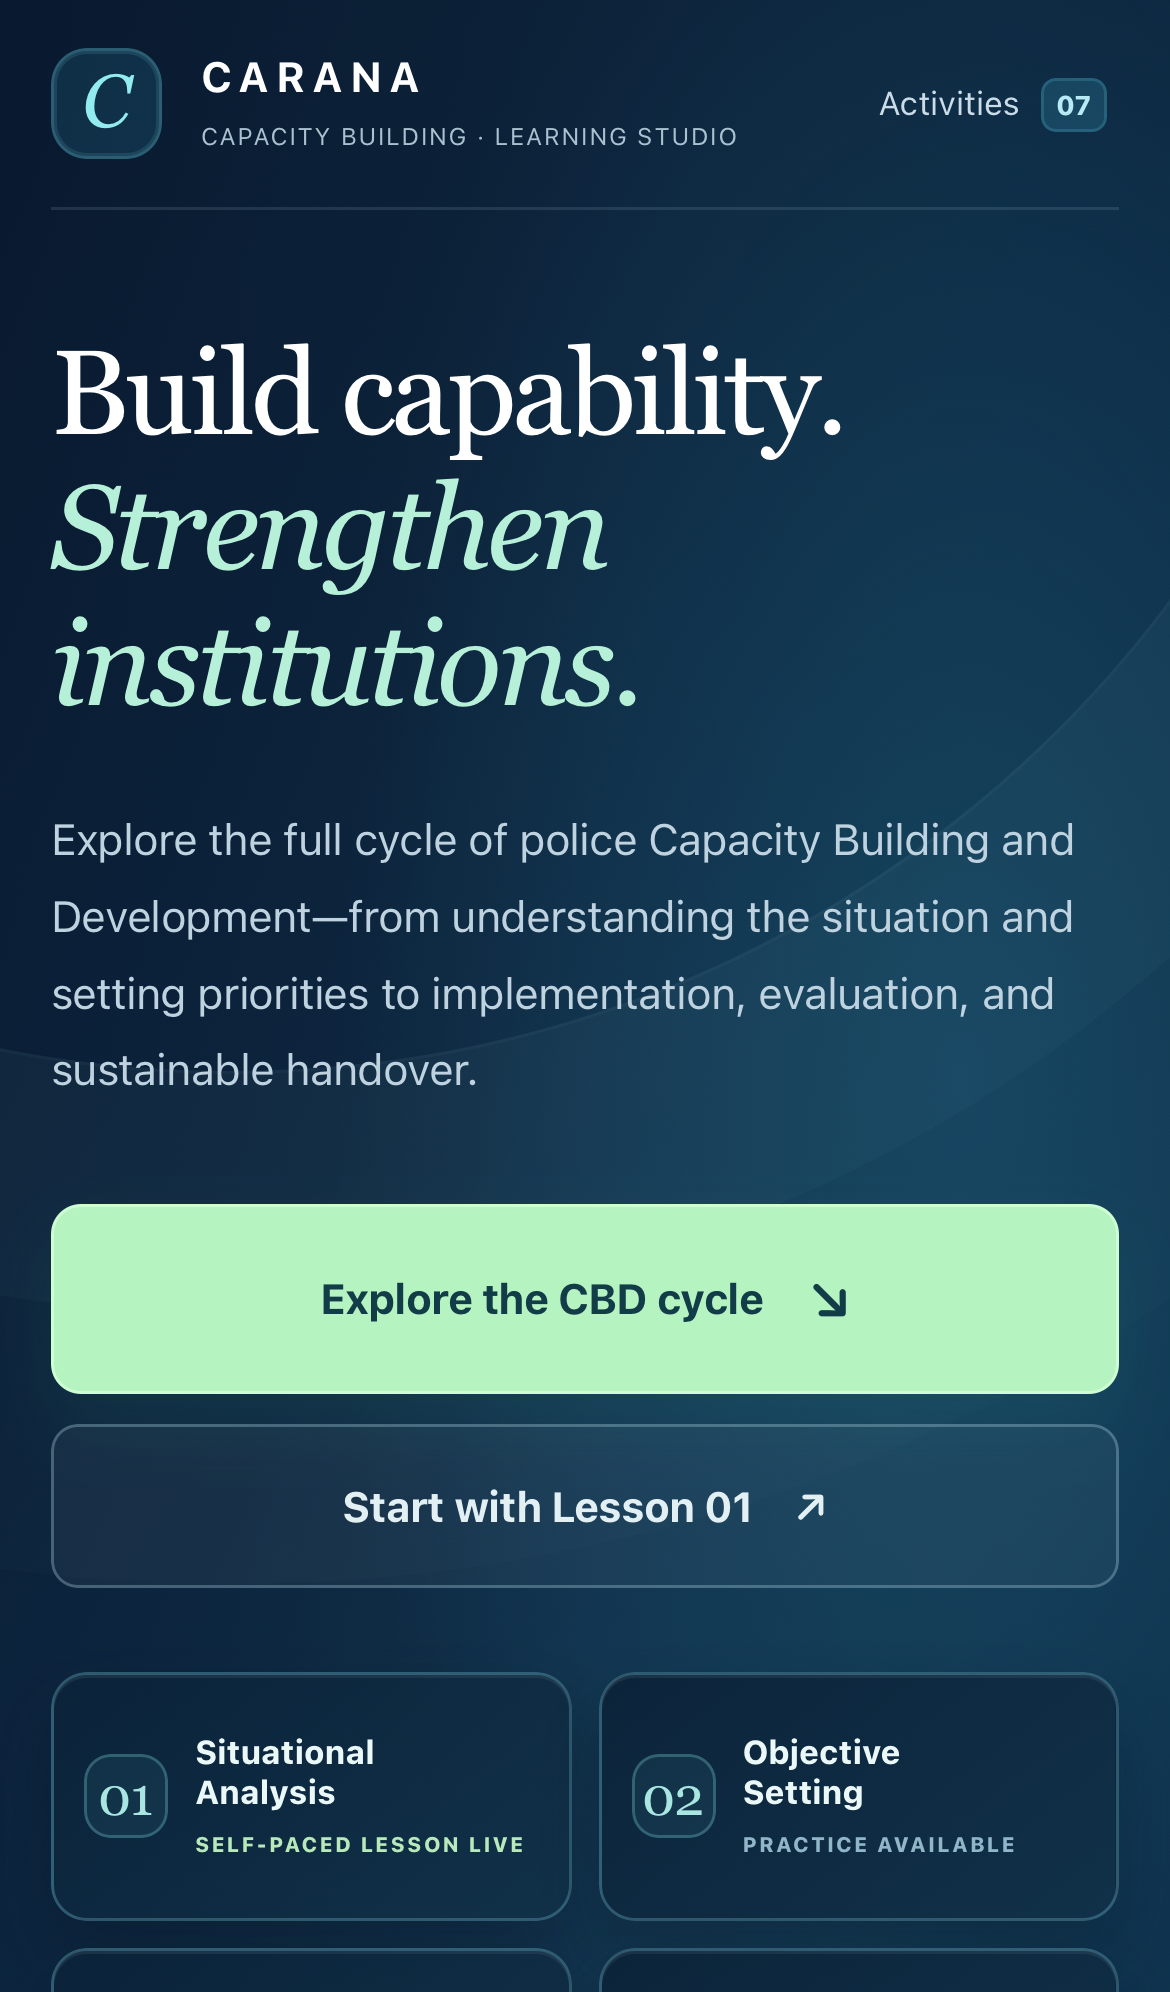 C
CARANA
CAPACITY BUILDING · LEARNING STUDIO
Activities 07
Build capability.
Strengthen
institutions.
Explore the full cycle of police Capacity Building and
Development—from understanding the situation and
setting priorities to implementation, evaluation, and
sustainable handover.
Explore the CBD cycle ↘
Start with Lesson 01 ↗
01
Situational
Analysis
SELF-PACED LESSON LIVE
02
Objective
Setting
PRACTICE AVAILABLE